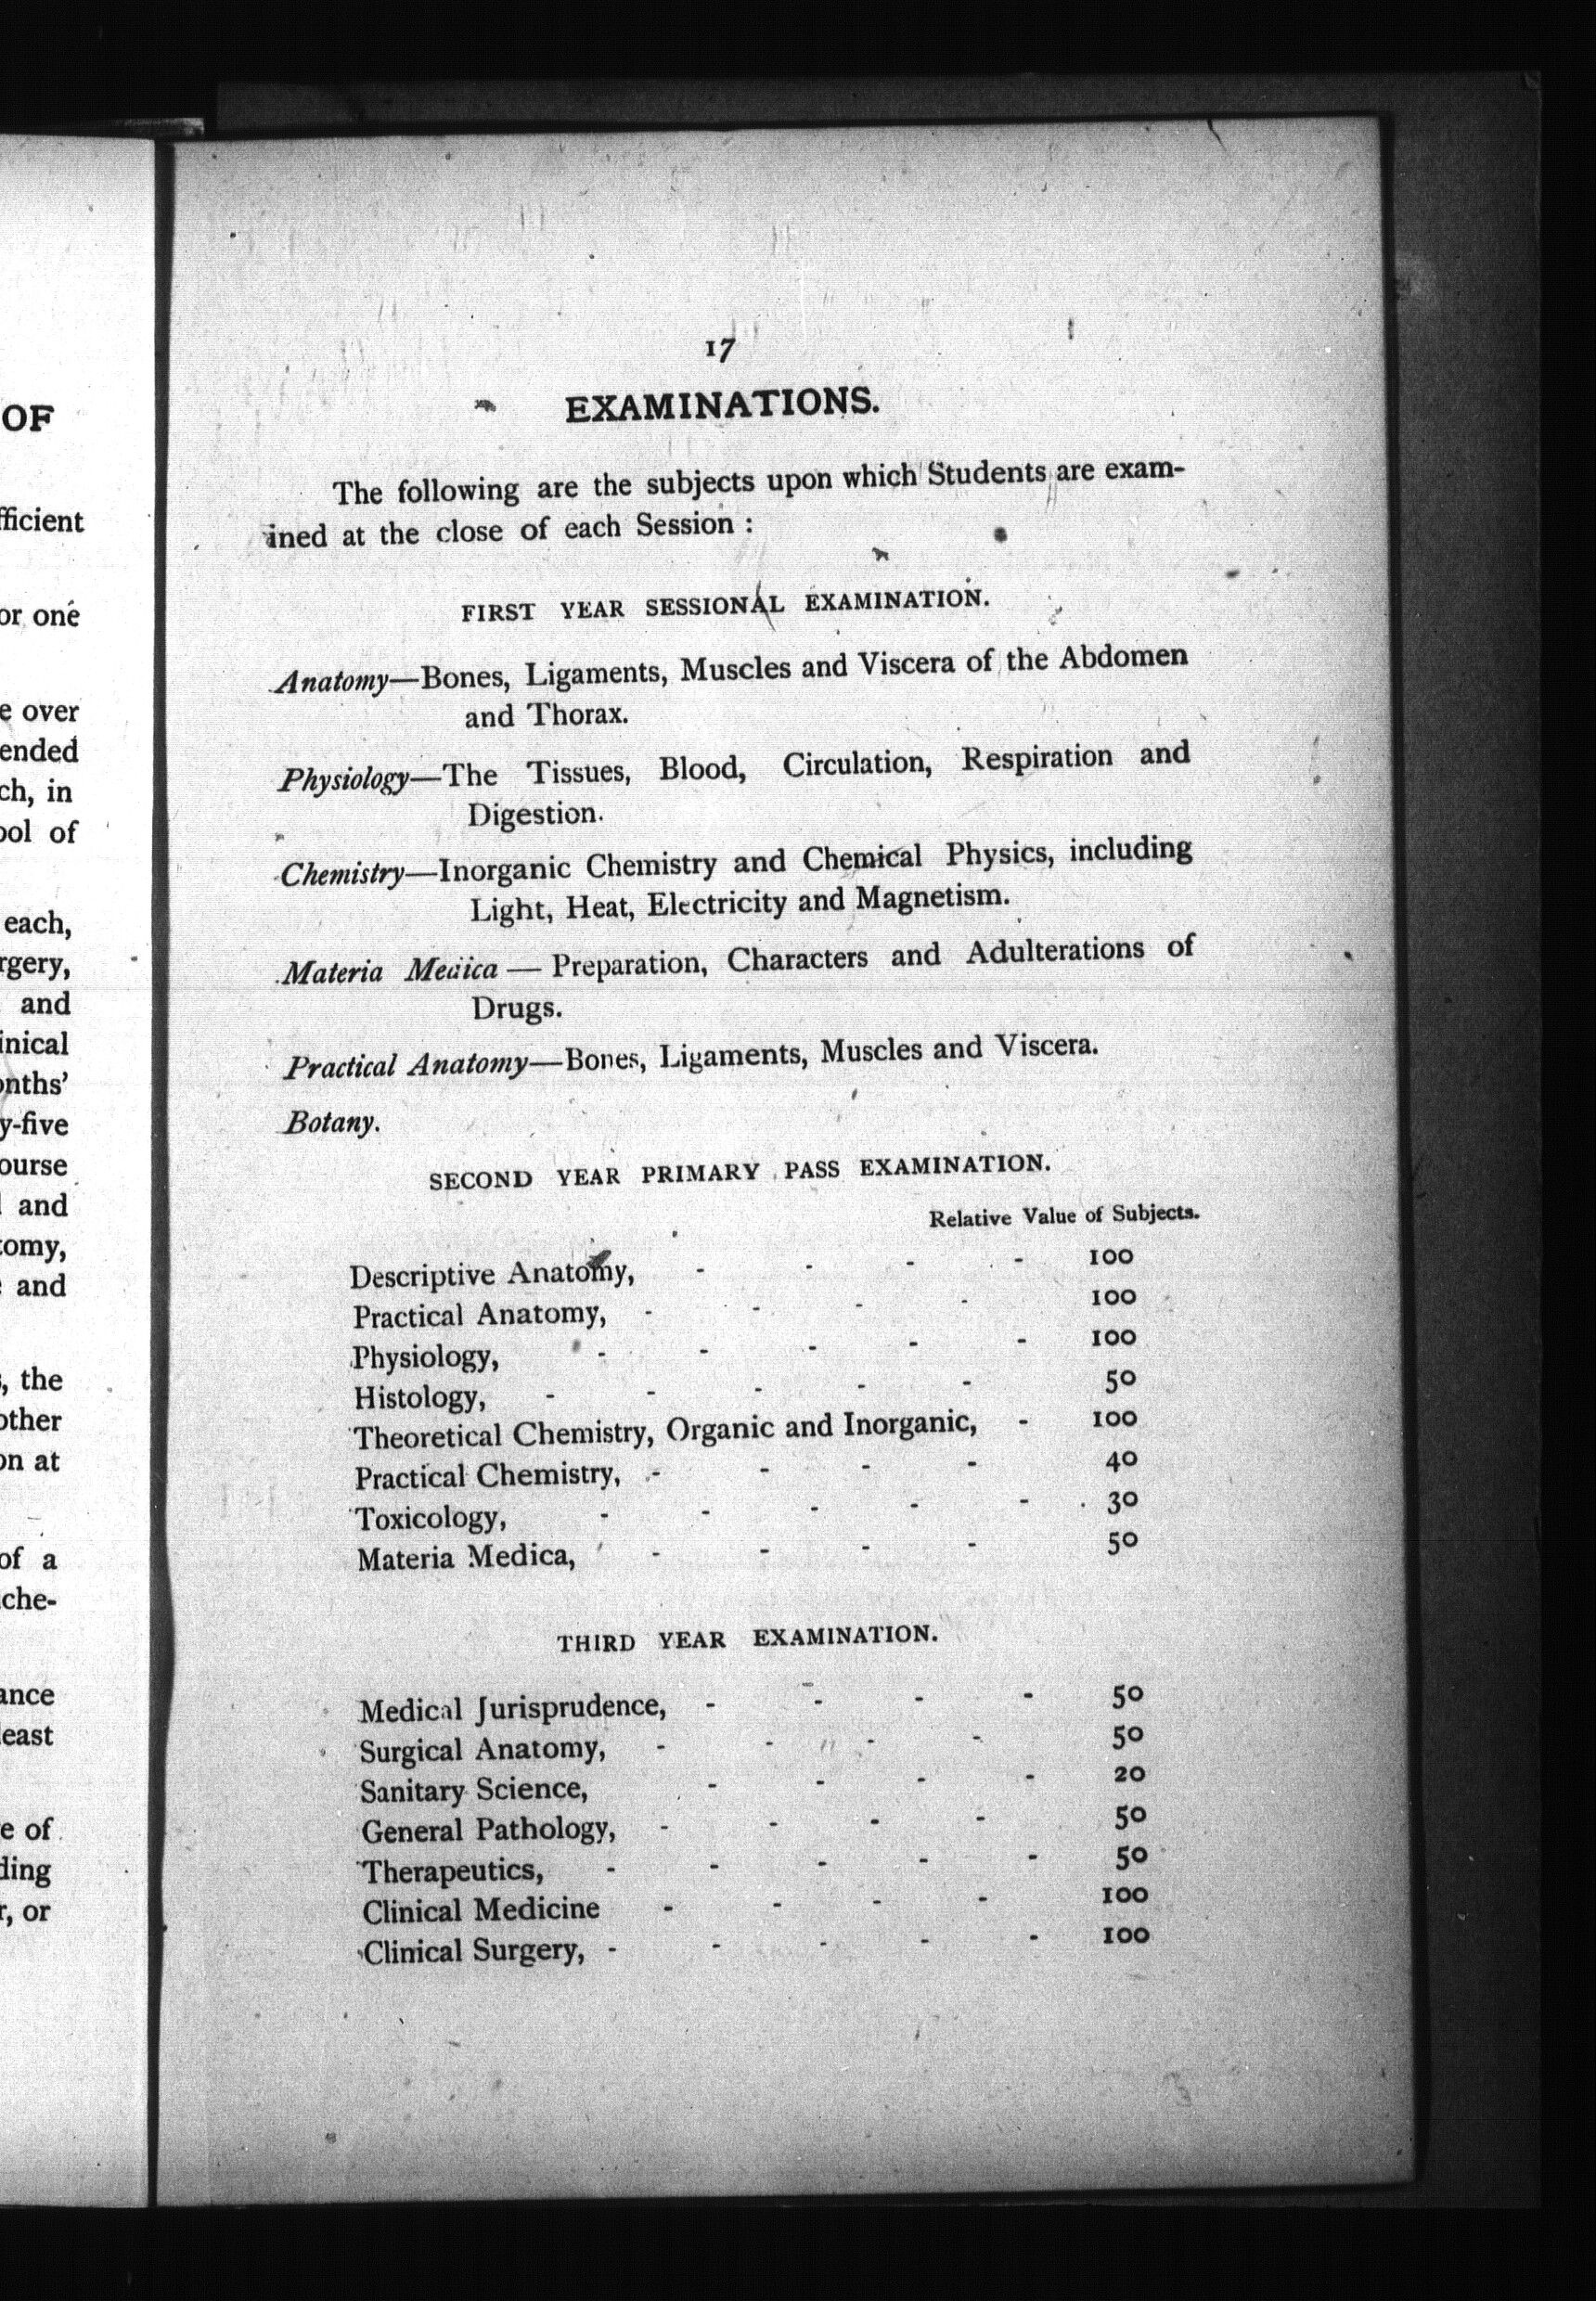 OF
fficient
or one
e over
ended
ch, in
ool of
each,
rgery,
and
inical
onths'
y-five
ourse
and
tomy,
and
, the
other
on at
of a
che-
ance
least
e of
ding
r, or
17
EXAMINATIONS.
The following are the subjects upon which Students are exam-
ined at the close of each Session :
FIRST YEAR SESSIONAL EXAMINATION.
Anatomy—Bones, Ligaments, Muscles and Viscera of the Abdomen
and Thorax.
Physiology—The Tissues, Blood, Circulation, Respiration and
Digestion.
Chemistry—Inorganic Chemistry and Chemical Physics, including
Light, Heat, Electricity and Magnetism.
Materia Medica — Preparation, Characters and Adulterations of
Drugs.
Practical Anatomy—Bones, Ligaments, Muscles and Viscera.
Botany.
SECOND YEAR PRIMARY PASS EXAMINATION.
Relative Value of Subjects.
Descriptive Anatomy, - - - - 100
Practical Anatomy, - - - - 100
Physiology, - - - - - 100
Histology, - - - - - 50
Theoretical Chemistry, Organic and Inorganic, - 100
Practical Chemistry, - - - - 40
Toxicology, - - - - - 30
Materia Medica, - - - - 50
THIRD YEAR EXAMINATION.
Medical Jurisprudence, - - - - 50
Surgical Anatomy, - - - - 50
Sanitary Science, - - - - 20
General Pathology, - - - - 50
Therapeutics, - - - - - 50
Clinical Medicine - - - - 100
Clinical Surgery, - - - - - 100